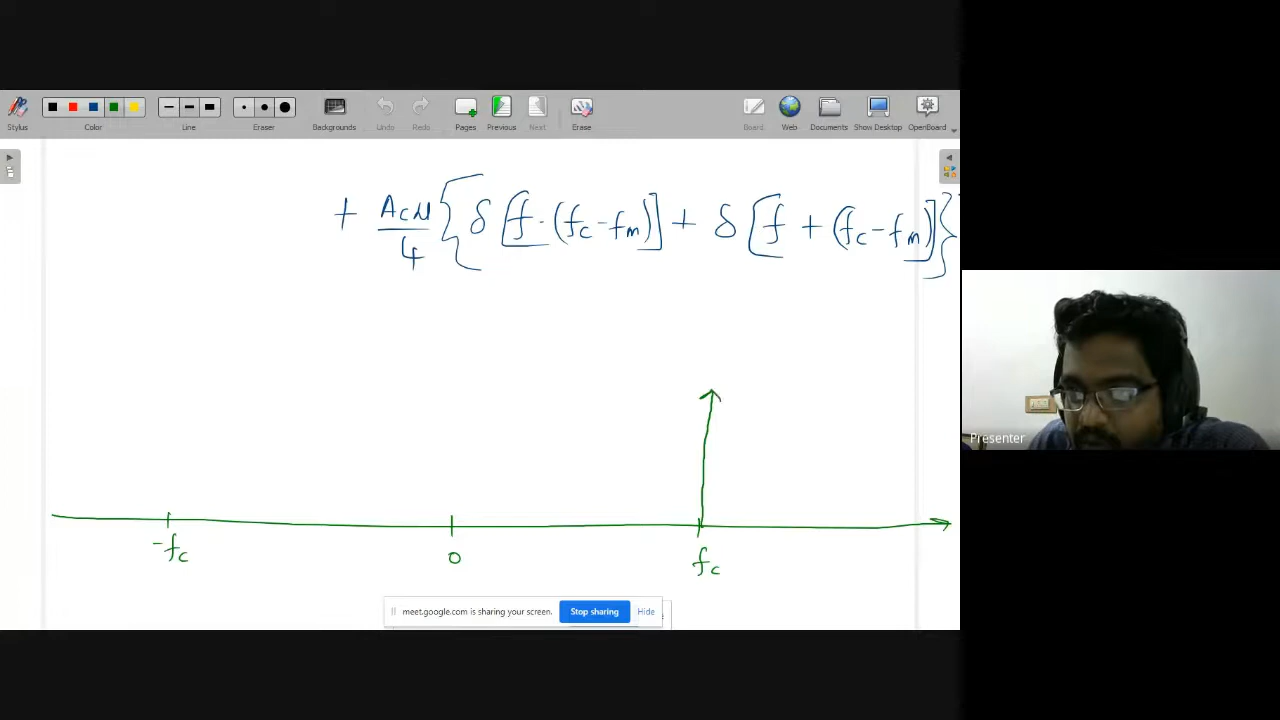 Stylus Color Line Eraser Backgrounds Undo Redo Pages Previous Next Erase Board Web Documents Show Desktop OpenBoard
+ Acμ/4 { δ [f - (fc - fm)] + δ [f + (fc - fm)] }
-fc 0 fc
meet.google.com is sharing your screen. Stop sharing Hide
Presenter